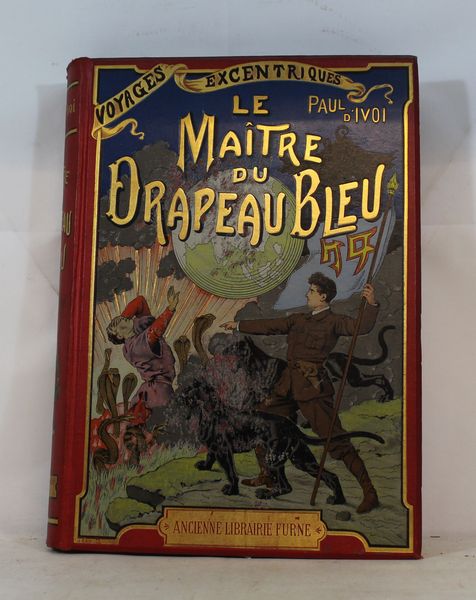 VOYAGES EXCENTRIQUES
PAUL
D'IVOI
LE
MAÎTRE
DU
DRAPEAU BLEU
ANCIENNE LIBRAIRIE FURNE